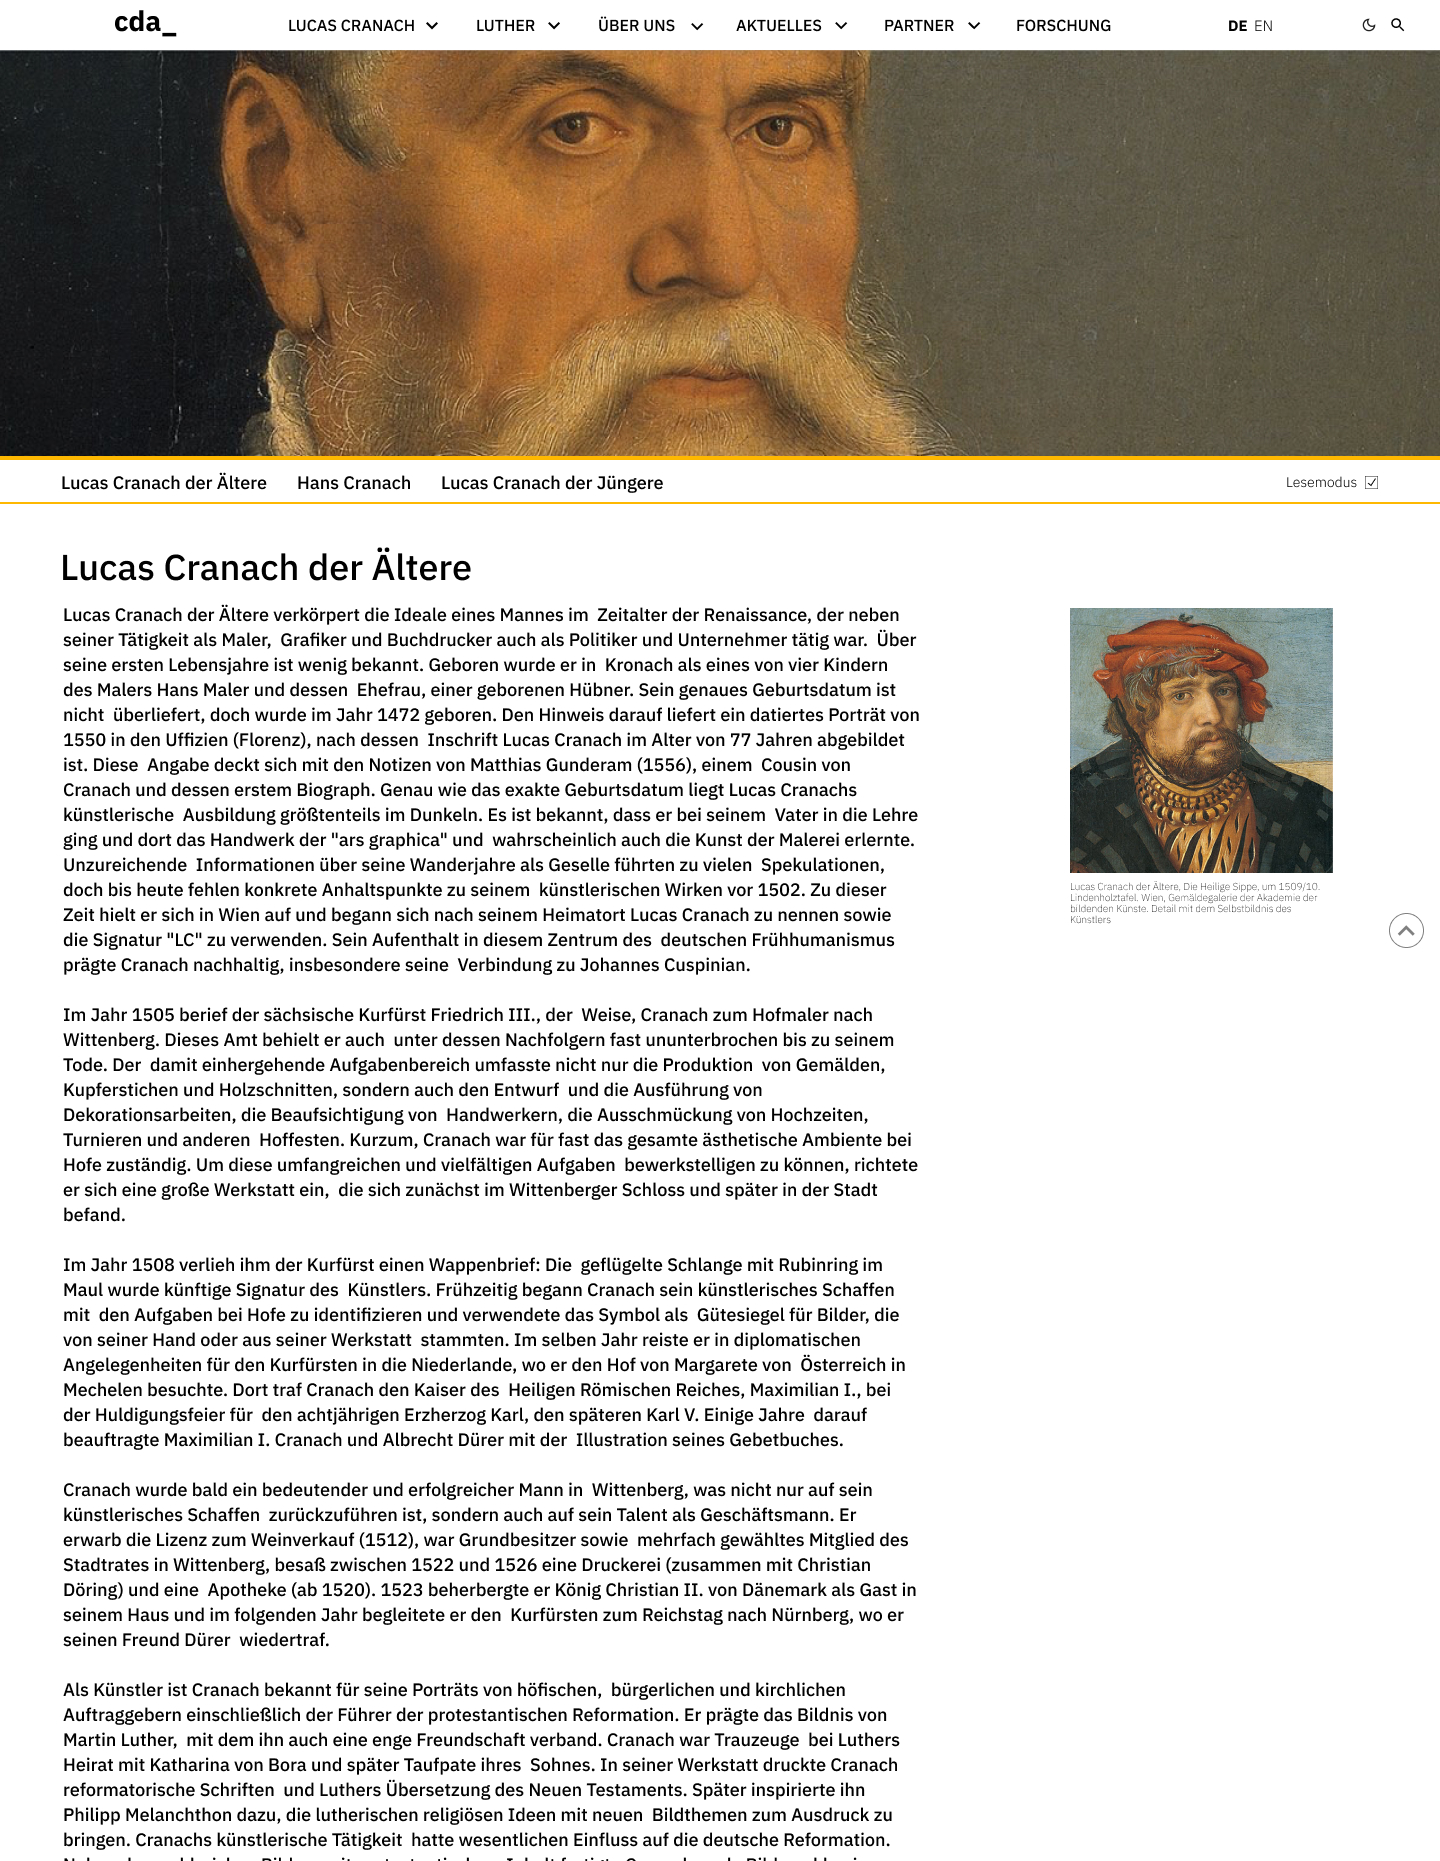 cda_
LUCAS CRANACH
LUTHER
ÜBER UNS
AKTUELLES
PARTNER
FORSCHUNG
DE EN
Lucas Cranach der Ältere
Hans Cranach
Lucas Cranach der Jüngere
Lesemodus
Lucas Cranach der Ältere
Lucas Cranach der Ältere verkörpert die Ideale eines Mannes im  Zeitalter der Renaissance, der neben
seiner Tätigkeit als Maler,  Grafiker und Buchdrucker auch als Politiker und Unternehmer tätig war.  Über
seine ersten Lebensjahre ist wenig bekannt. Geboren wurde er in  Kronach als eines von vier Kindern
des Malers Hans Maler und dessen  Ehefrau, einer geborenen Hübner. Sein genaues Geburtsdatum ist
nicht  überliefert, doch wurde im Jahr 1472 geboren. Den Hinweis darauf liefert ein datiertes Porträt von
1550 in den Uffizien (Florenz), nach dessen  Inschrift Lucas Cranach im Alter von 77 Jahren abgebildet
ist. Diese  Angabe deckt sich mit den Notizen von Matthias Gunderam (1556), einem  Cousin von
Cranach und dessen erstem Biograph. Genau wie das exakte Geburtsdatum liegt Lucas Cranachs
künstlerische  Ausbildung größtenteils im Dunkeln. Es ist bekannt, dass er bei seinem  Vater in die Lehre
ging und dort das Handwerk der "ars graphica" und  wahrscheinlich auch die Kunst der Malerei erlernte.
Unzureichende  Informationen über seine Wanderjahre als Geselle führten zu vielen  Spekulationen,
doch bis heute fehlen konkrete Anhaltspunkte zu seinem  künstlerischen Wirken vor 1502. Zu dieser
Zeit hielt er sich in Wien auf und begann sich nach seinem Heimatort Lucas Cranach zu nennen sowie
die Signatur "LC" zu verwenden. Sein Aufenthalt in diesem Zentrum des  deutschen Frühhumanismus
prägte Cranach nachhaltig, insbesondere seine  Verbindung zu Johannes Cuspinian.
Lucas Cranach der Ältere, Die Heilige Sippe, um 1509/10.
Lindenholztafel. Wien, Gemäldegalerie der Akademie der
bildenden Künste. Detail mit dem Selbstbildnis des
Künstlers
Im Jahr 1505 berief der sächsische Kurfürst Friedrich III., der  Weise, Cranach zum Hofmaler nach
Wittenberg. Dieses Amt behielt er auch  unter dessen Nachfolgern fast ununterbrochen bis zu seinem
Tode. Der  damit einhergehende Aufgabenbereich umfasste nicht nur die Produktion  von Gemälden,
Kupferstichen und Holzschnitten, sondern auch den Entwurf  und die Ausführung von
Dekorationsarbeiten, die Beaufsichtigung von  Handwerkern, die Ausschmückung von Hochzeiten,
Turnieren und anderen  Hoffesten. Kurzum, Cranach war für fast das gesamte ästhetische Ambiente bei
Hofe zuständig. Um diese umfangreichen und vielfältigen Aufgaben  bewerkstelligen zu können, richtete
er sich eine große Werkstatt ein,  die sich zunächst im Wittenberger Schloss und später in der Stadt
befand.
Im Jahr 1508 verlieh ihm der Kurfürst einen Wappenbrief: Die  geflügelte Schlange mit Rubinring im
Maul wurde künftige Signatur des  Künstlers. Frühzeitig begann Cranach sein künstlerisches Schaffen
mit  den Aufgaben bei Hofe zu identifizieren und verwendete das Symbol als  Gütesiegel für Bilder, die
von seiner Hand oder aus seiner Werkstatt  stammten. Im selben Jahr reiste er in diplomatischen
Angelegenheiten für den Kurfürsten in die Niederlande, wo er den Hof von Margarete von  Österreich in
Mechelen besuchte. Dort traf Cranach den Kaiser des  Heiligen Römischen Reiches, Maximilian I., bei
der Huldigungsfeier für  den achtjährigen Erzherzog Karl, den späteren Karl V. Einige Jahre  darauf
beauftragte Maximilian I. Cranach und Albrecht Dürer mit der  Illustration seines Gebetbuches.
Cranach wurde bald ein bedeutender und erfolgreicher Mann in  Wittenberg, was nicht nur auf sein
künstlerisches Schaffen  zurückzuführen ist, sondern auch auf sein Talent als Geschäftsmann. Er
erwarb die Lizenz zum Weinverkauf (1512), war Grundbesitzer sowie  mehrfach gewähltes Mitglied des
Stadtrates in Wittenberg, besaß zwischen 1522 und 1526 eine Druckerei (zusammen mit Christian
Döring) und eine  Apotheke (ab 1520). 1523 beherbergte er König Christian II. von Dänemark als Gast in
seinem Haus und im folgenden Jahr begleitete er den  Kurfürsten zum Reichstag nach Nürnberg, wo er
seinen Freund Dürer  wiedertraf.
Als Künstler ist Cranach bekannt für seine Porträts von höfischen,  bürgerlichen und kirchlichen
Auftraggebern einschließlich der Führer der protestantischen Reformation. Er prägte das Bildnis von
Martin Luther,  mit dem ihn auch eine enge Freundschaft verband. Cranach war Trauzeuge  bei Luthers
Heirat mit Katharina von Bora und später Taufpate ihres  Sohnes. In seiner Werkstatt druckte Cranach
reformatorische Schriften  und Luthers Übersetzung des Neuen Testaments. Später inspirierte ihn
Philipp Melanchthon dazu, die lutherischen religiösen Ideen mit neuen  Bildthemen zum Ausdruck zu
bringen. Cranachs künstlerische Tätigkeit  hatte wesentlichen Einfluss auf die deutsche Reformation.